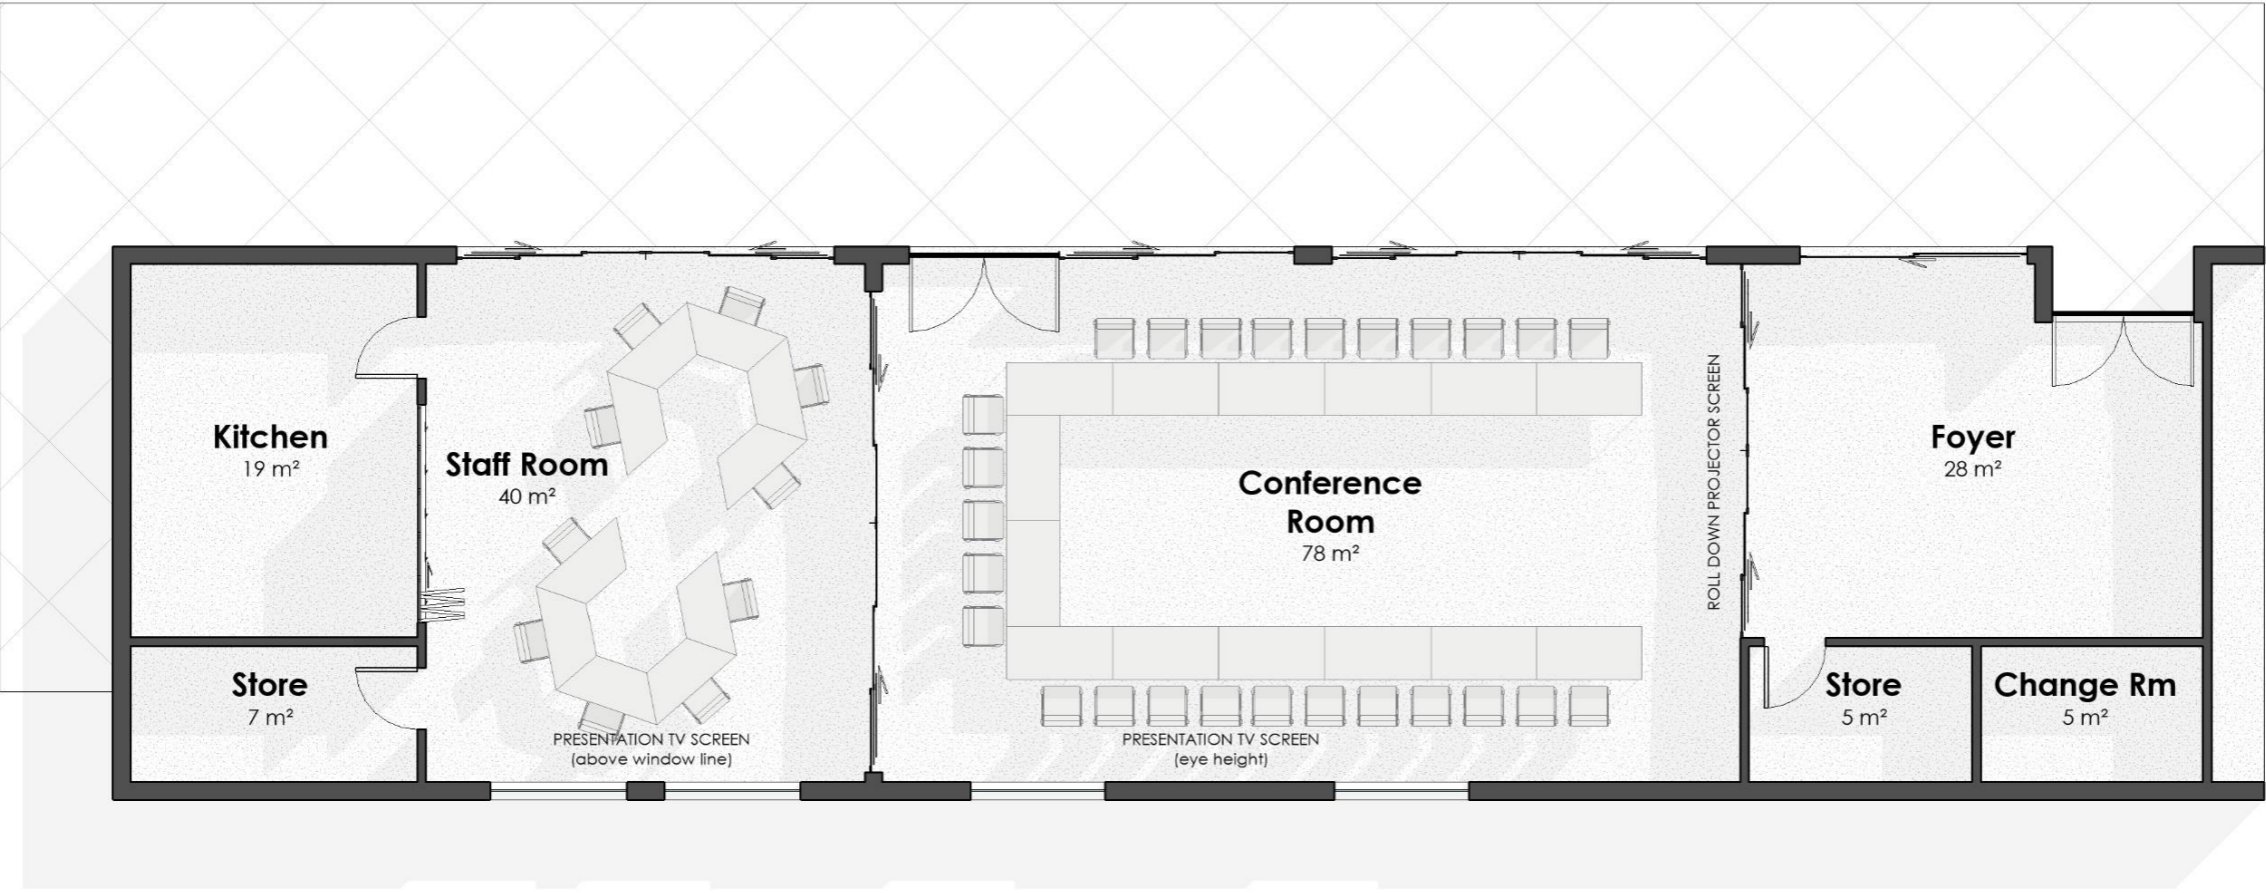 Kitchen
19 m²
Staff Room
40 m²
Store
7 m²
PRESENTATION TV SCREEN
(above window line)
Conference
Room
78 m²
PRESENTATION TV SCREEN
(eye height)
ROLL DOWN PROJECTOR SCREEN
Foyer
28 m²
Store
5 m²
Change Rm
5 m²